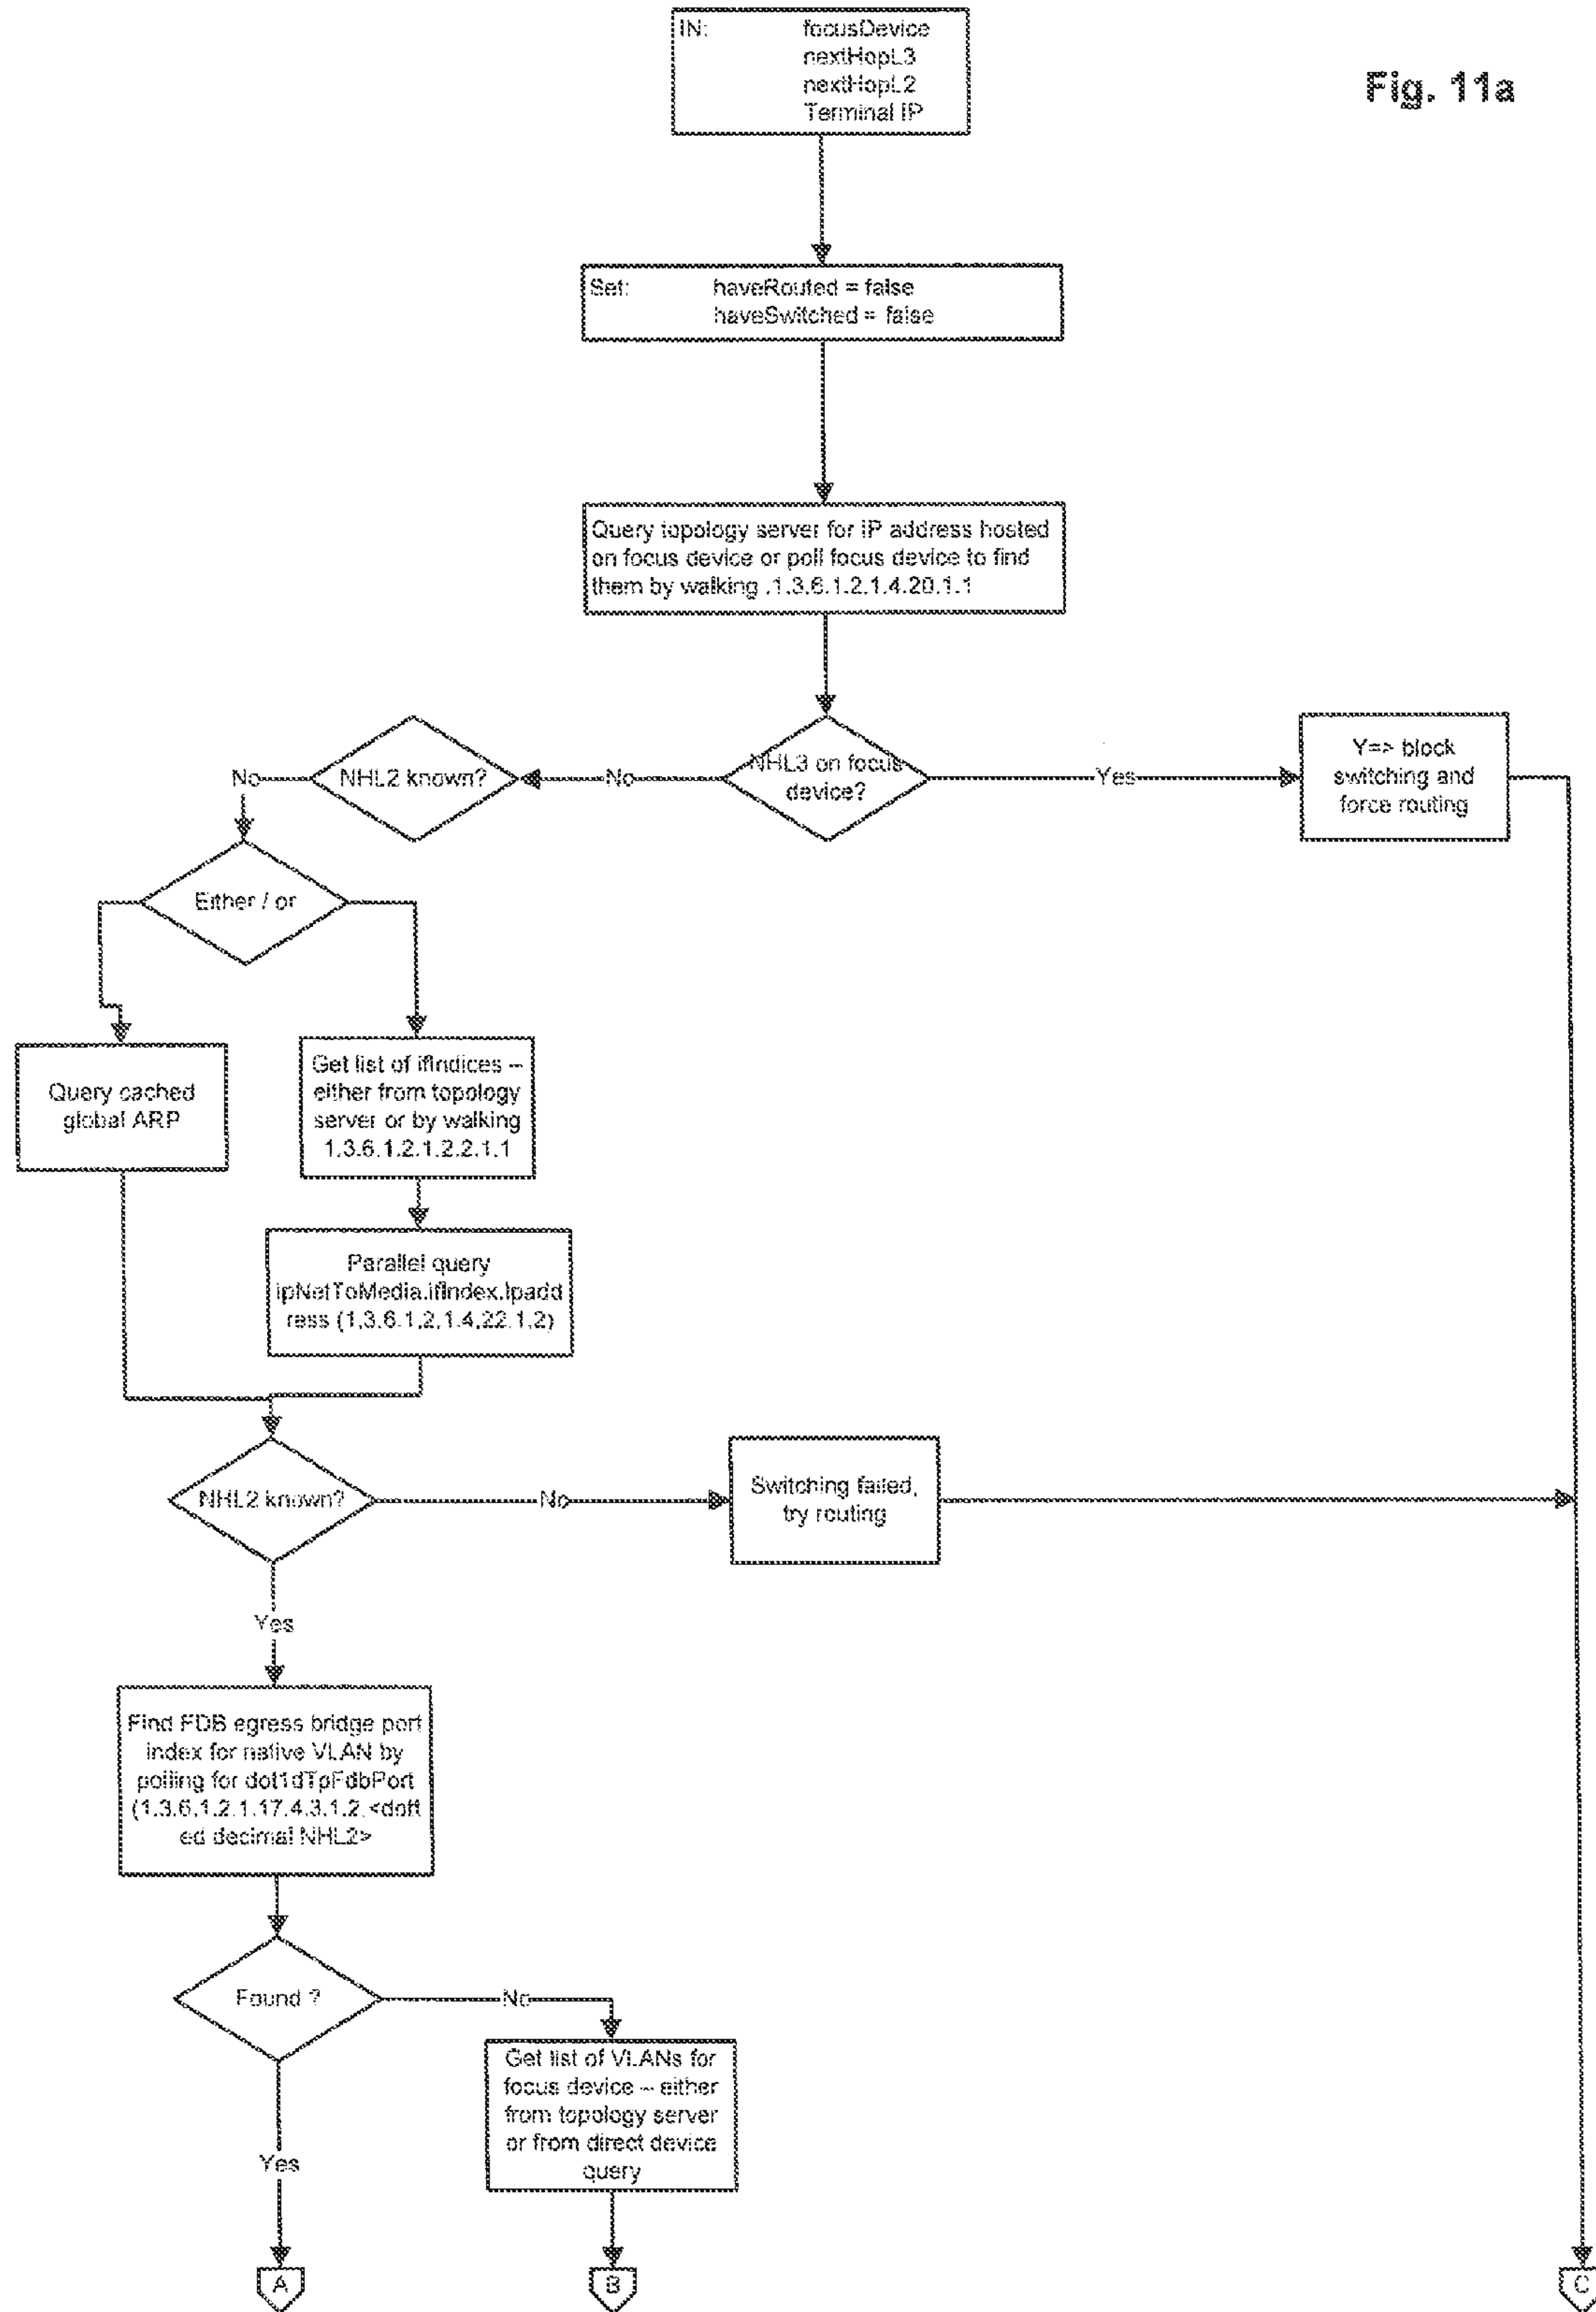 Fig. 11a
IN: focusDevice
nextHopL3
nextHopL2
Terminal IP
Set: haveRouted = false
haveSwitched = false
Query topology server for IP address hosted
on focus device or poll focus device to find
them by walking .1.3.6.1.2.1.4.20.1.1
NHL3 on focus
device?
No
Yes
Y=> block
switching and
force routing
NHL2 known?
No
Either / or
Query cached
global ARP
Get list of ifIndices –
either from topology
server or by walking
1.3.6.1.2.1.2.2.1.1
Parallel query
ipNetToMedia.ifIndex.Ipadd
ress (1.3.6.1.2.1.4.22.1.2)
NHL2 known?
No
Switching failed,
try routing
Yes
Find FDB egress bridge port
index for native VLAN by
polling for dot1dTpFdbPort
(1.3.6.1.2.1.17.4.3.1.2.<dott
ed decimal NHL2>
Found ?
No
Get list of VLANs for
focus device – either
from topology server
or from direct device
query
Yes
A
B
C